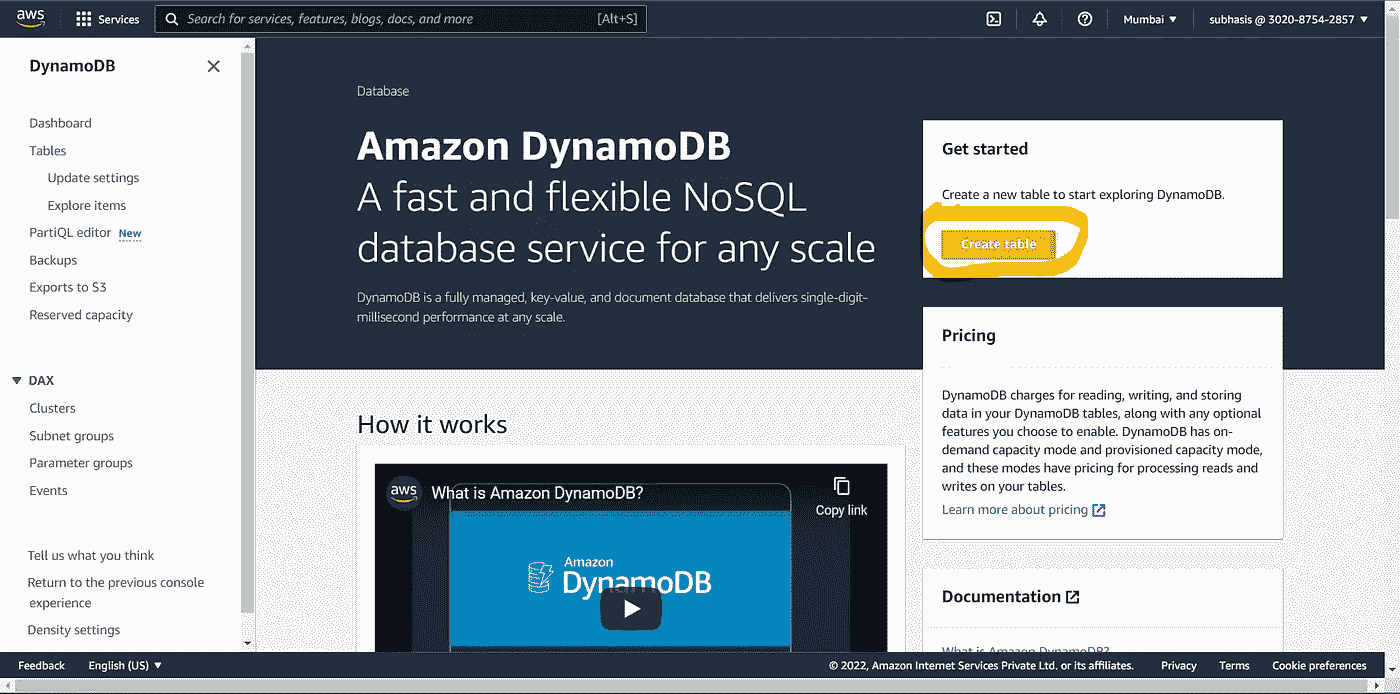 aws
Services
Search for services, features, blogs, docs, and more
[Alt+S]
Mumbai ▼
subhasis @ 3020-8754-2857 ▼
DynamoDB
Dashboard
Tables
Update settings
Explore items
PartiQL editor New
Backups
Exports to S3
Reserved capacity
▼ DAX
Clusters
Subnet groups
Parameter groups
Events
Tell us what you think
Return to the previous console
experience
Density settings
Database
Amazon DynamoDB
A fast and flexible NoSQL
database service for any scale
DynamoDB is a fully managed, key-value, and document database that delivers single-digit-
millisecond performance at any scale.
Get started
Create a new table to start exploring DynamoDB.
Create table
Pricing
DynamoDB charges for reading, writing, and storing
data in your DynamoDB tables, along with any optional
features you choose to enable. DynamoDB has on-
demand capacity mode and provisioned capacity mode,
and these modes have pricing for processing reads and
writes on your tables.
Learn more about pricing
How it works
aws
What is Amazon DynamoDB?
Copy link
Amazon
DynamoDB
Documentation
What is Amazon DynamoDB?
Feedback
English (US) ▼
© 2022, Amazon Internet Services Private Ltd. or its affiliates.
Privacy
Terms
Cookie preferences